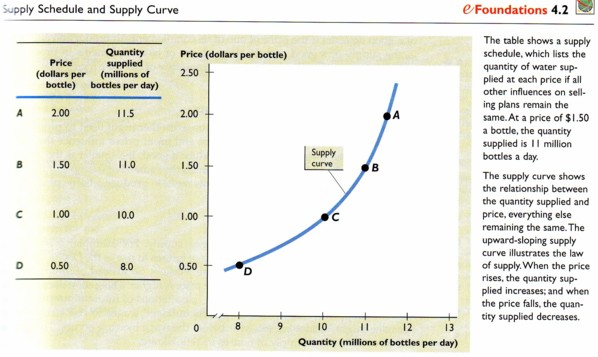 Supply Schedule and Supply Curve
eFoundations 4.2
Price
(dollars per
bottle)
Quantity
supplied
(millions of
bottles per day)
A 2.00 11.5
B 1.50 11.0
C 1.00 10.0
D 0.50 8.0
Price (dollars per bottle)
2.50
2.00
1.50
1.00
0.50
0
8 9 10 11 12 13
Quantity (millions of bottles per day)
Supply
curve
A
B
C
D
The table shows a supply
schedule, which lists the
quantity of water sup-
plied at each price if all
other influences on sell-
ing plans remain the
same. At a price of $1.50
a bottle, the quantity
supplied is 11 million
bottles a day.
The supply curve shows
the relationship between
the quantity supplied and
price, everything else
remaining the same. The
upward-sloping supply
curve illustrates the law
of supply. When the price
rises, the quantity sup-
plied increases; and when
the price falls, the quan-
tity supplied decreases.